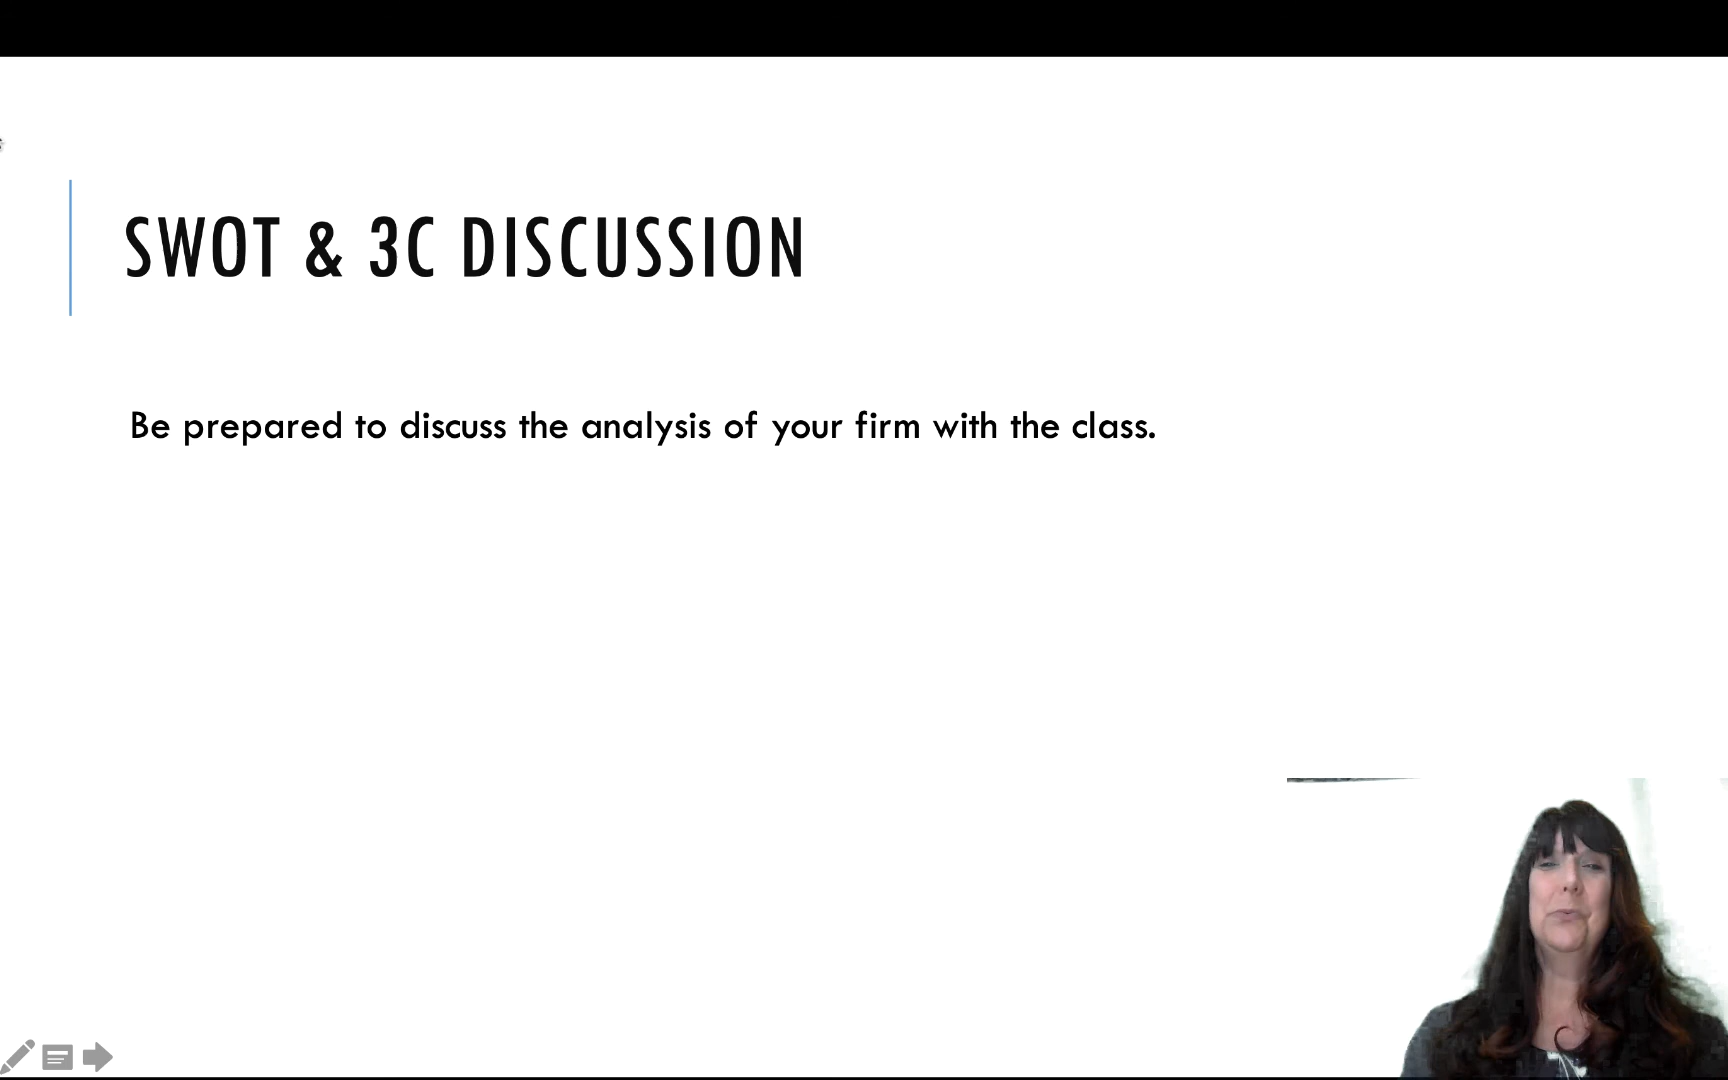 SWOT & 3C DISCUSSION
Be prepared to discuss the analysis of your firm with the class.